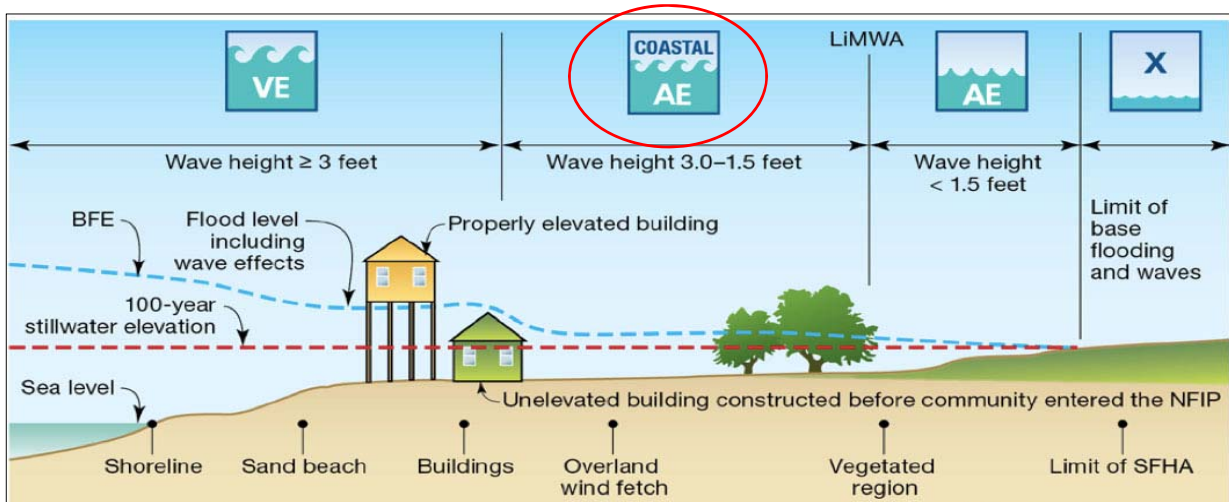 VE
COASTAL
AE
LiMWA
AE
X
Wave height ≥ 3 feet
Wave height 3.0–1.5 feet
Wave height
< 1.5 feet
BFE
Flood level
including
wave effects
Properly elevated building
Limit of
base
flooding
and waves
100-year
stillwater elevation
Sea level
Unelevated building constructed before community entered the NFIP
Shoreline
Sand beach
Buildings
Overland
wind fetch
Vegetated
region
Limit of SFHA